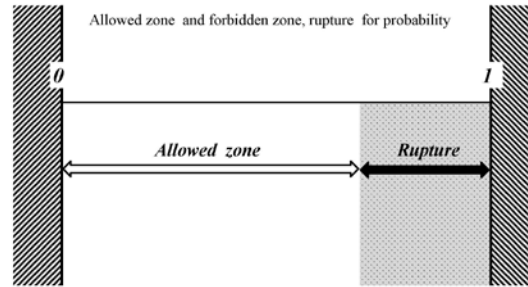 Allowed zone and forbidden zone, rupture for probability
0 1
Allowed zone Rupture